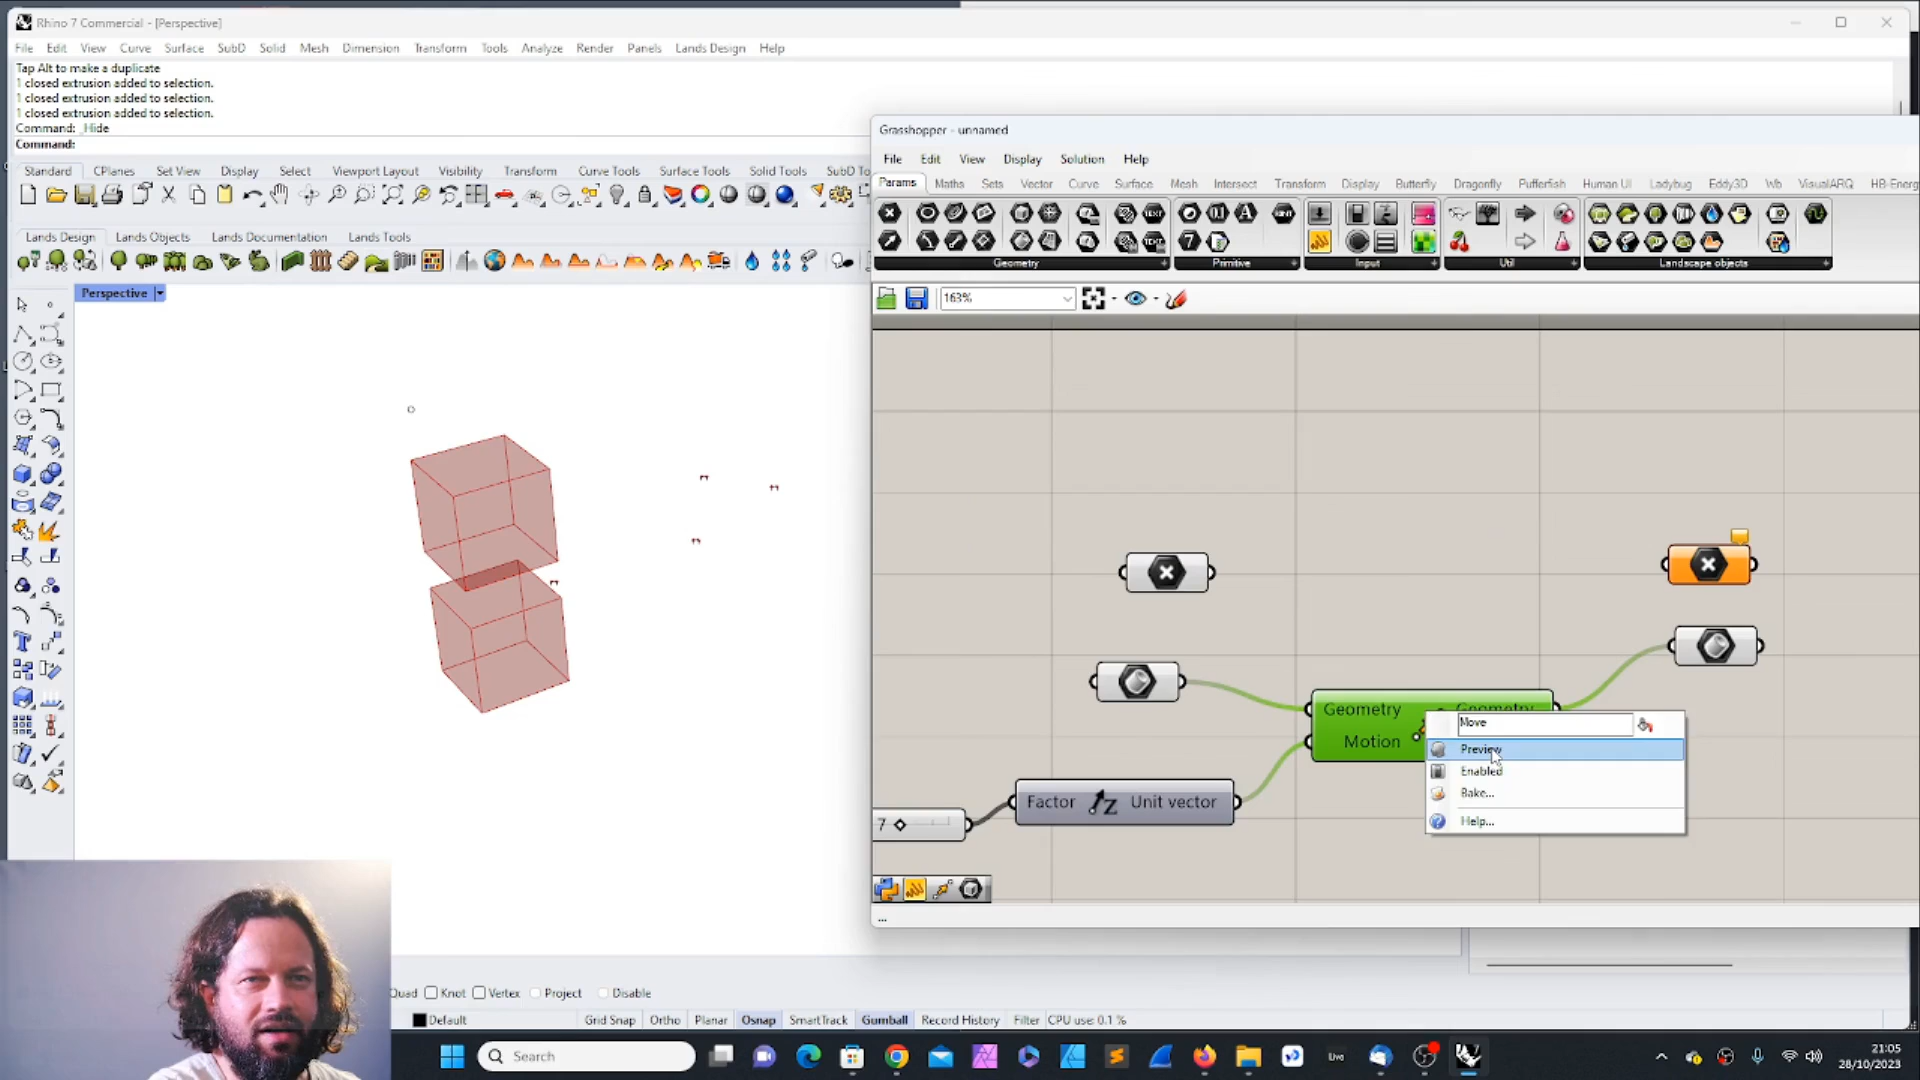 Rhino 7 Commercial - [Perspective]
File Edit View Curve Surface SubD Solid Mesh Dimension Transform Tools Analyze Render Panels Lands Design Help
Tap Alt to make a duplicate
1 closed extrusion added to selection.
1 closed extrusion added to selection.
1 closed extrusion added to selection.
Command: _Hide
Command:
Standard CPlanes Set View Display Select Viewport Layout Visibility Transform Curve Tools Surface Tools Solid Tools SubD To
Lands Design Lands Objects Lands Documentation Lands Tools
Perspective
Grasshopper - unnamed
File Edit View Display Solution Help
Params Maths Sets Vector Curve Surface Mesh Intersect Transform Display Butterfly Dragonfly Pufferfish Human UI Ladybug Eddy3D Wb VisualARQ HB-Energ
Geometry Primitive Input Util Landscape objects
163%
Geometry Geometry
Motion
Move
Preview
Enabled
Bake...
Help...
Factor Unit vector
7
...
Quad Knot Vertex Project Disable
Default Grid Snap Ortho Planar Osnap SmartTrack Gumball Record History Filter CPU use: 0.1 %
Search
Live
21:05
28/10/2023